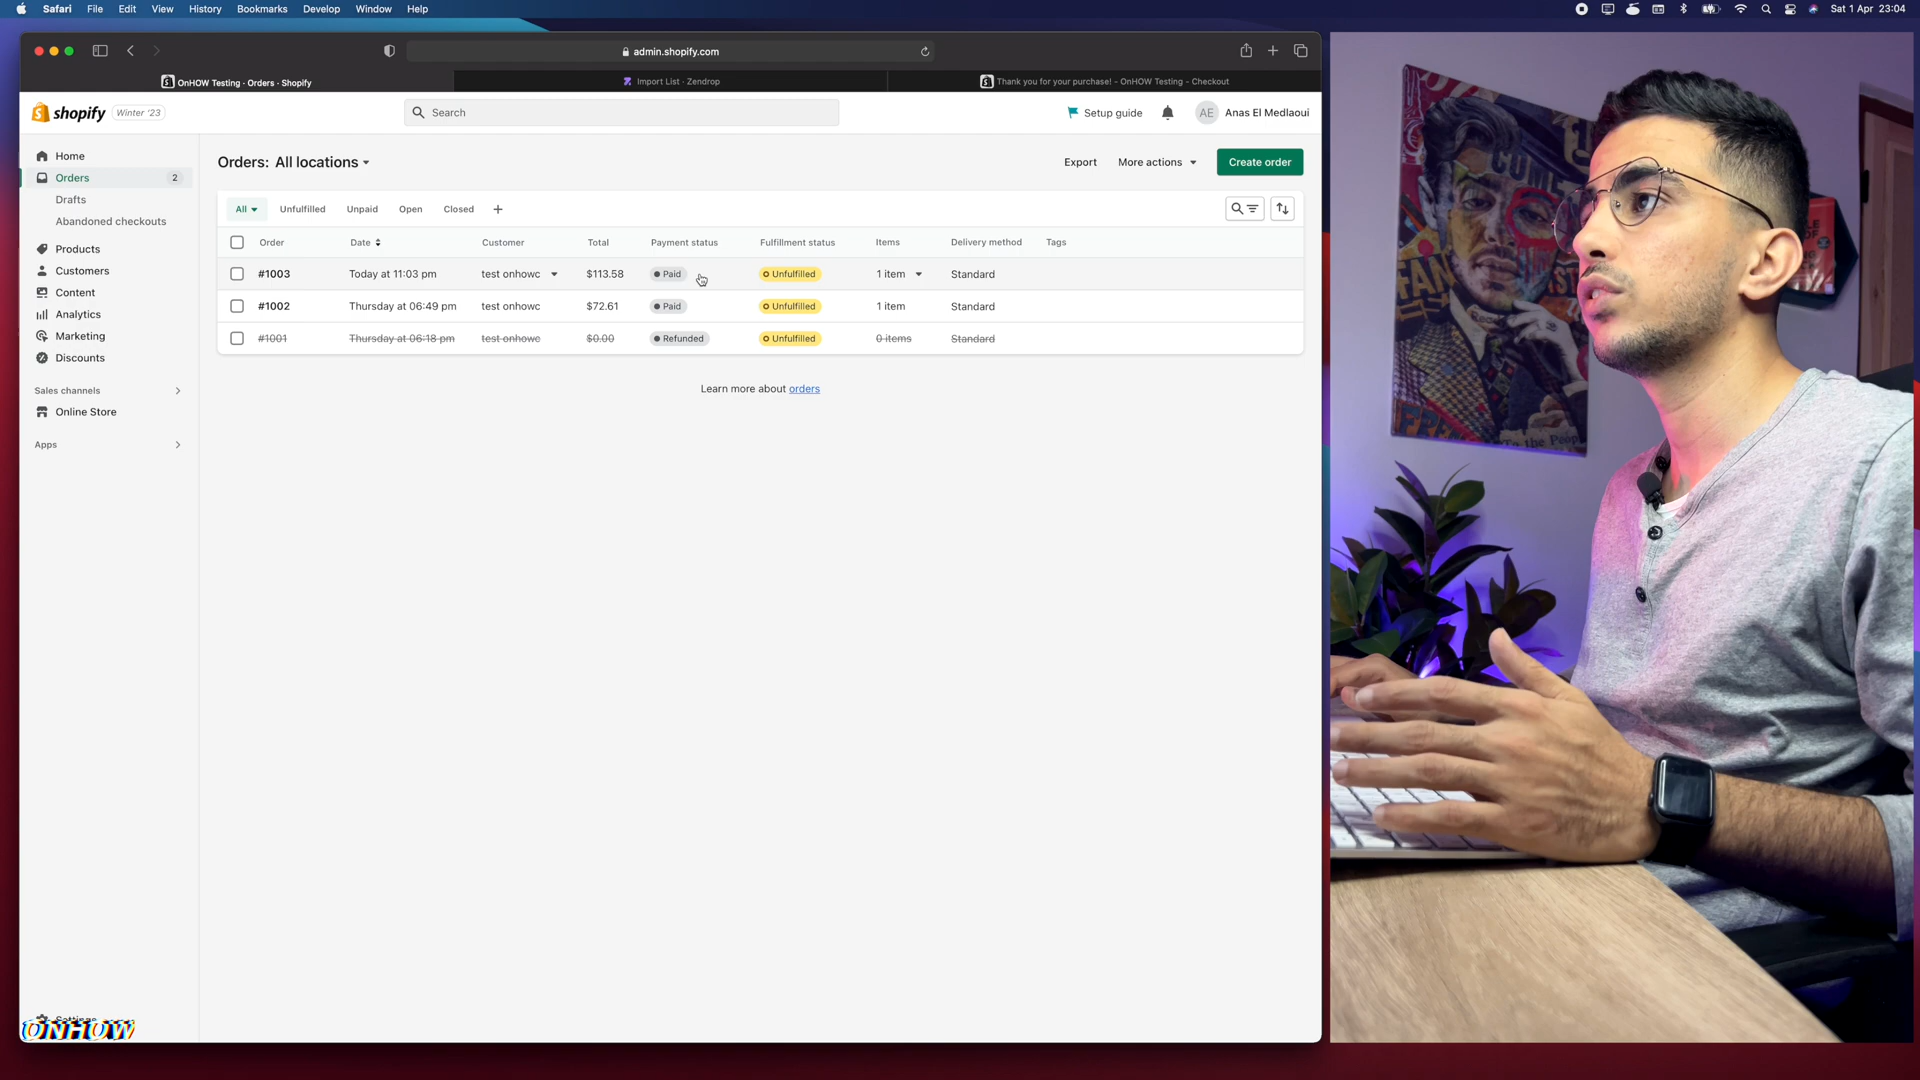 Safari File Edit View History Bookmarks Develop Window Help Sat 1 Apr 23:04
admin.shopify.com
OnHOW Testing · Orders · Shopify
Import List · Zendrop
Thank you for your purchase! - OnHOW Testing - Checkout
shopify Winter '23
Search
Setup guide
AE Anas El Medlaoui
Home
Orders 2
Drafts
Abandoned checkouts
Products
Customers
Content
Analytics
Marketing
Discounts
Sales channels
Online Store
Apps
Orders: All locations
Export More actions Create order
All Unfulfilled Unpaid Open Closed
Order Date Customer Total Payment status Fulfillment status Items Delivery method Tags
#1003 Today at 11:03 pm test onhowc $113.58 Paid Unfulfilled 1 item Standard
#1002 Thursday at 06:49 pm test onhowc $72.61 Paid Unfulfilled 1 item Standard
#1001 Thursday at 06:18 pm test onhowc $0.00 Refunded Unfulfilled 0 items Standard
Learn more about orders
ONHOW
COME
FAN
to the People